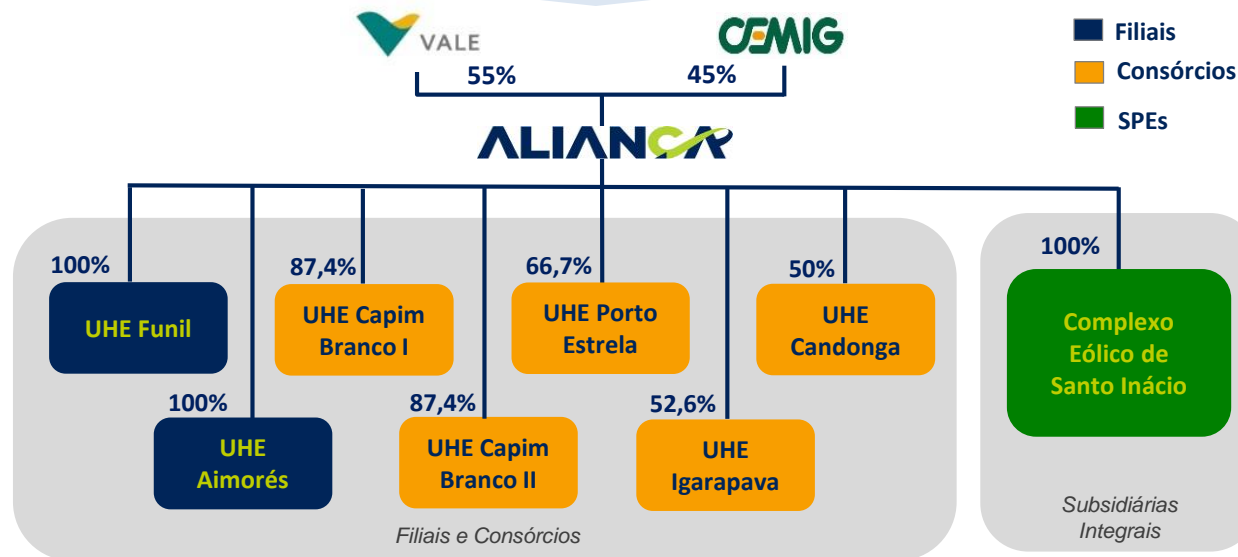 VALE
CEMIG
55%
45%
Filiais
Consórcios
SPEs
ALIANÇA
100%
UHE Funil
87,4%
UHE Capim
Branco I
66,7%
UHE Porto
Estrela
50%
UHE
Candonga
100%
UHE
Aimorés
87,4%
UHE Capim
Branco II
52,6%
UHE
Igarapava
Filiais e Consórcios
100%
Complexo
Eólico de
Santo Inácio
Subsidiárias
Integrais